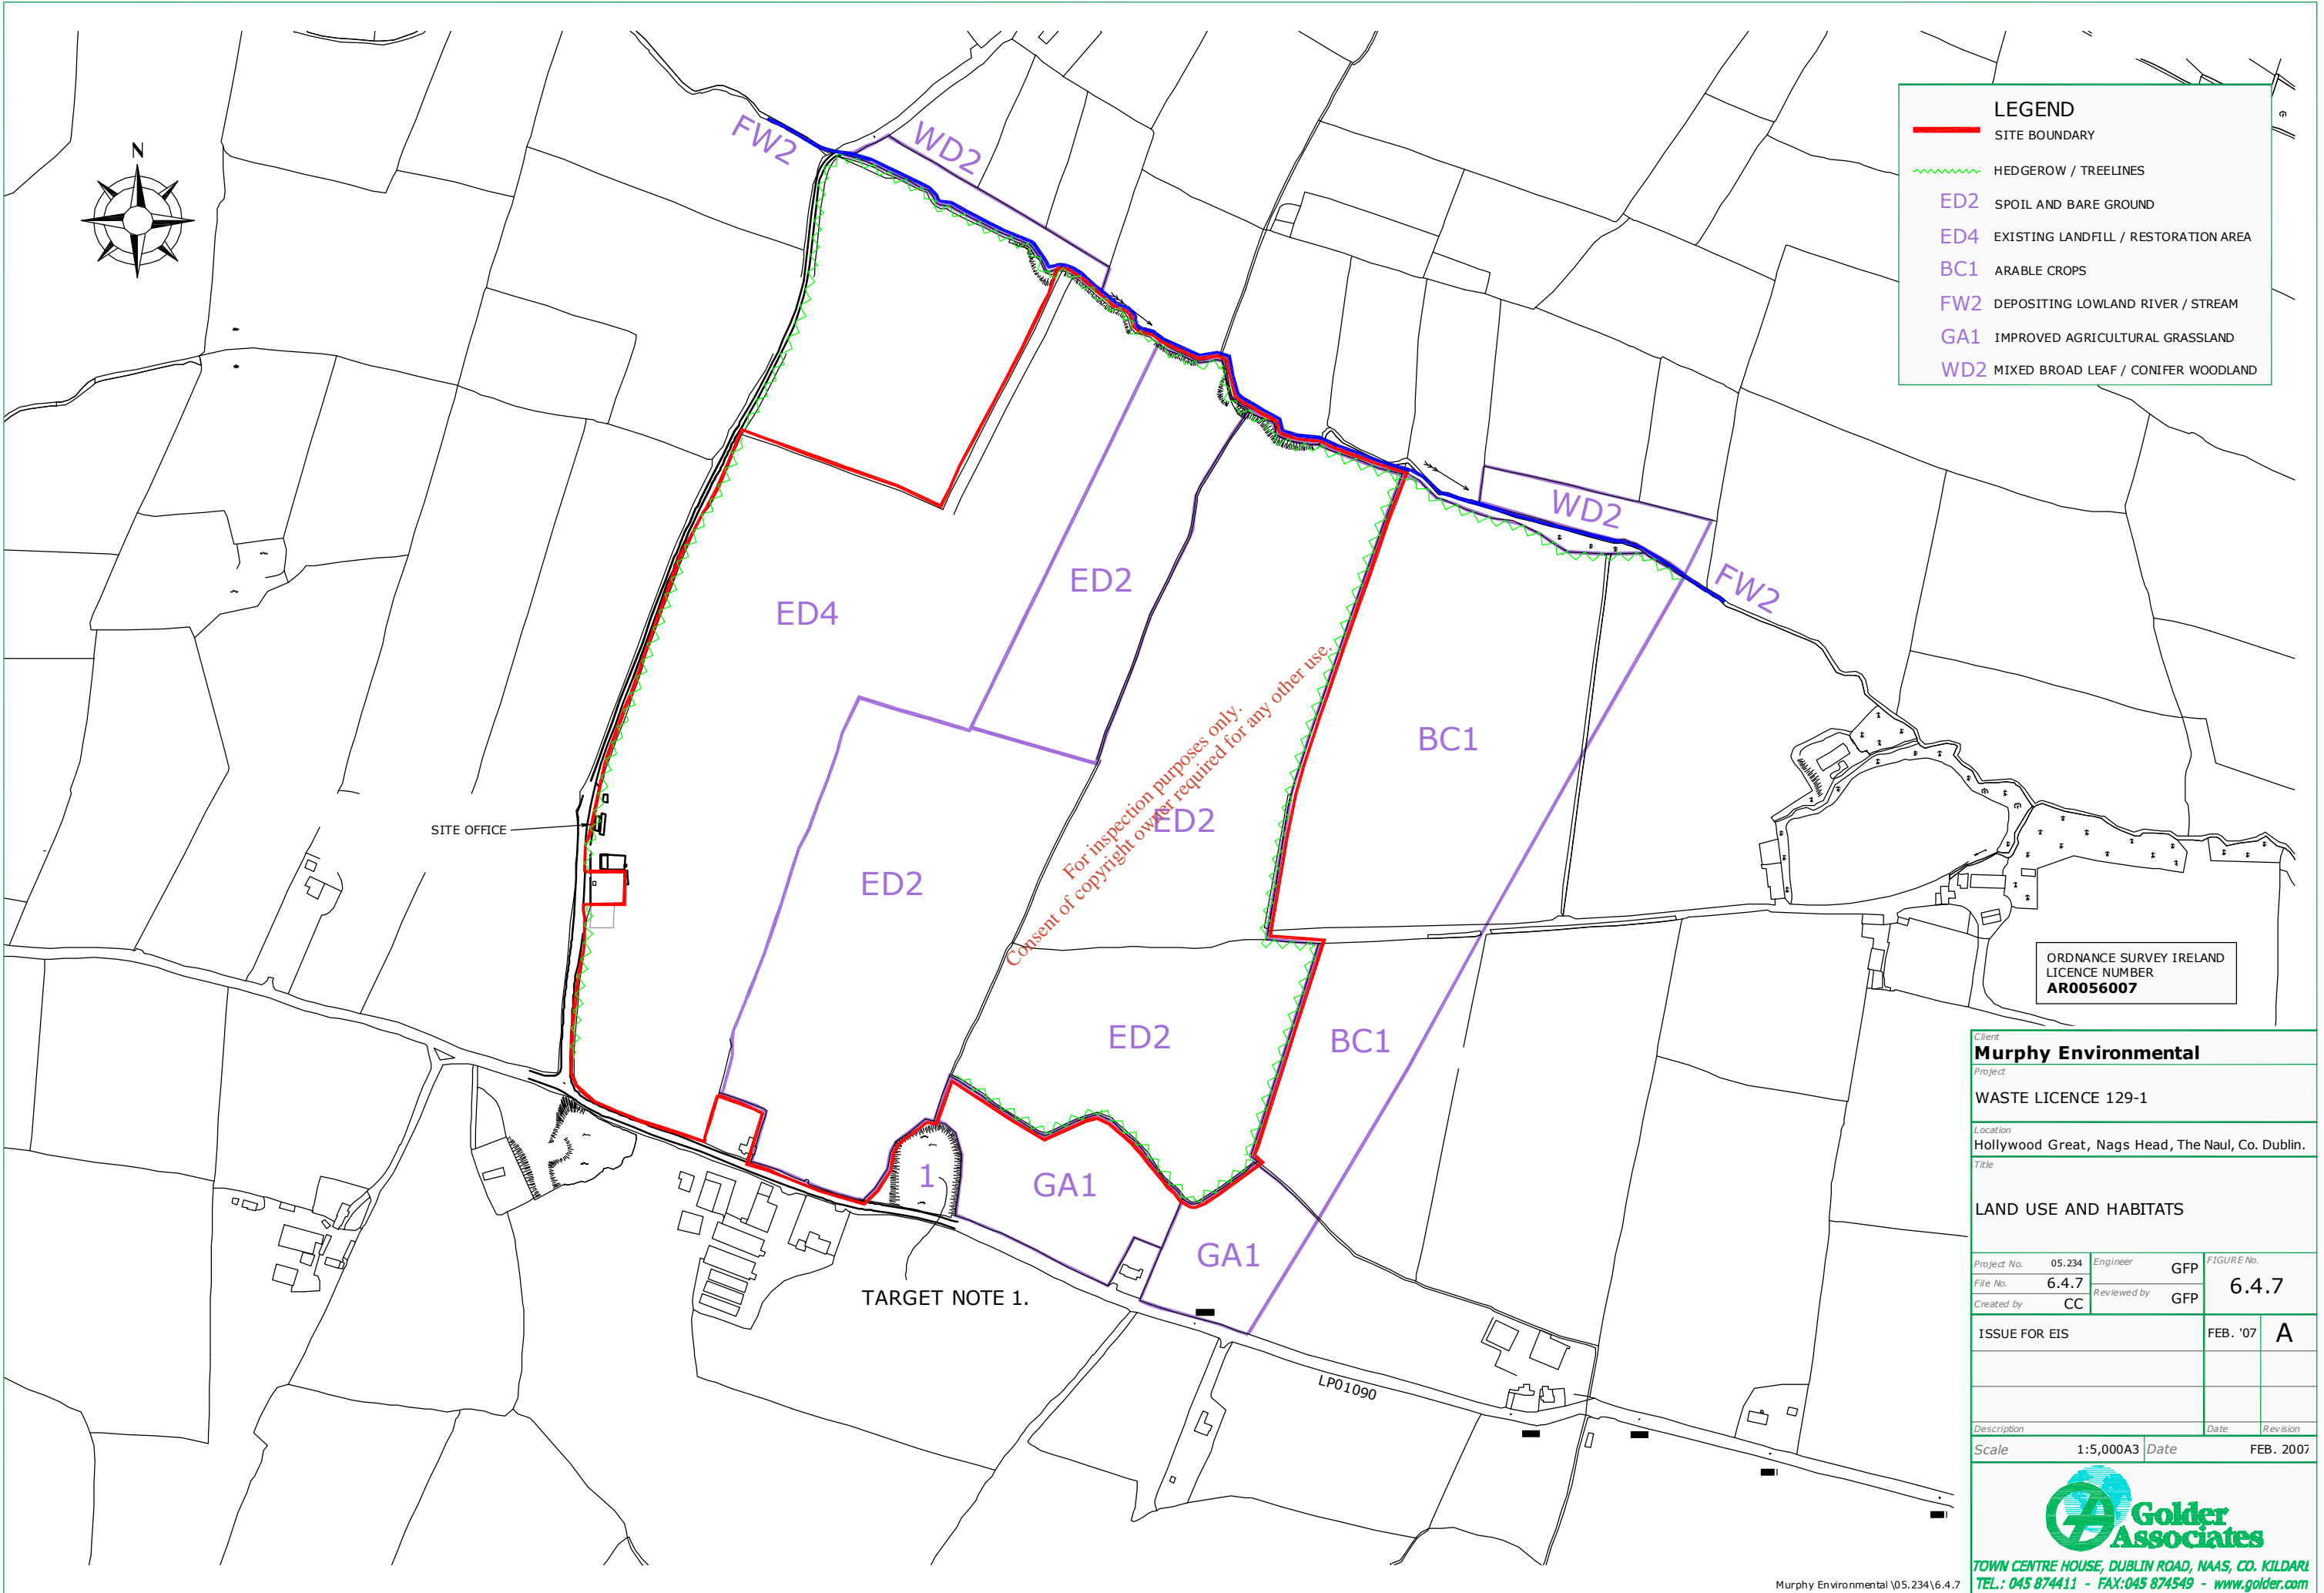 N
FW2
WD2
LEGEND
SITE BOUNDARY
HEDGEROW / TREELINES
ED2 SPOIL AND BARE GROUND
ED4 EXISTING LANDFILL / RESTORATION AREA
BC1 ARABLE CROPS
FW2 DEPOSITING LOWLAND RIVER / STREAM
GA1 IMPROVED AGRICULTURAL GRASSLAND
WD2 MIXED BROAD LEAF / CONIFER WOODLAND
WD2
FW2
ED2
ED4
BC1
SITE OFFICE
ED2
ED2
For inspection purposes only.
Consent of copyright owner required for any other use.
ED2
BC1
1
GA1
GA1
TARGET NOTE 1.
LP01090
ORDNANCE SURVEY IRELAND
LICENCE NUMBER
AR0056007
Client
Murphy Environmental
Project
WASTE LICENCE 129-1
Location
Hollywood Great, Nags Head, The Naul, Co. Dublin.
Title
LAND USE AND HABITATS
Project No. 05.234 Engineer GFP FIGURE No.
File No. 6.4.7 6.4.7
Created by CC Reviewed by GFP
ISSUE FOR EIS FEB. '07 A
Description Date Revision
Scale 1:5,000A3 Date FEB. 2007
Golder
Associates
TOWN CENTRE HOUSE, DUBLIN ROAD, NAAS, CO. KILDARE
TEL.: 045 874411 - FAX:045 874549 - www.golder.com
Murphy Environmental \05.234\6.4.7